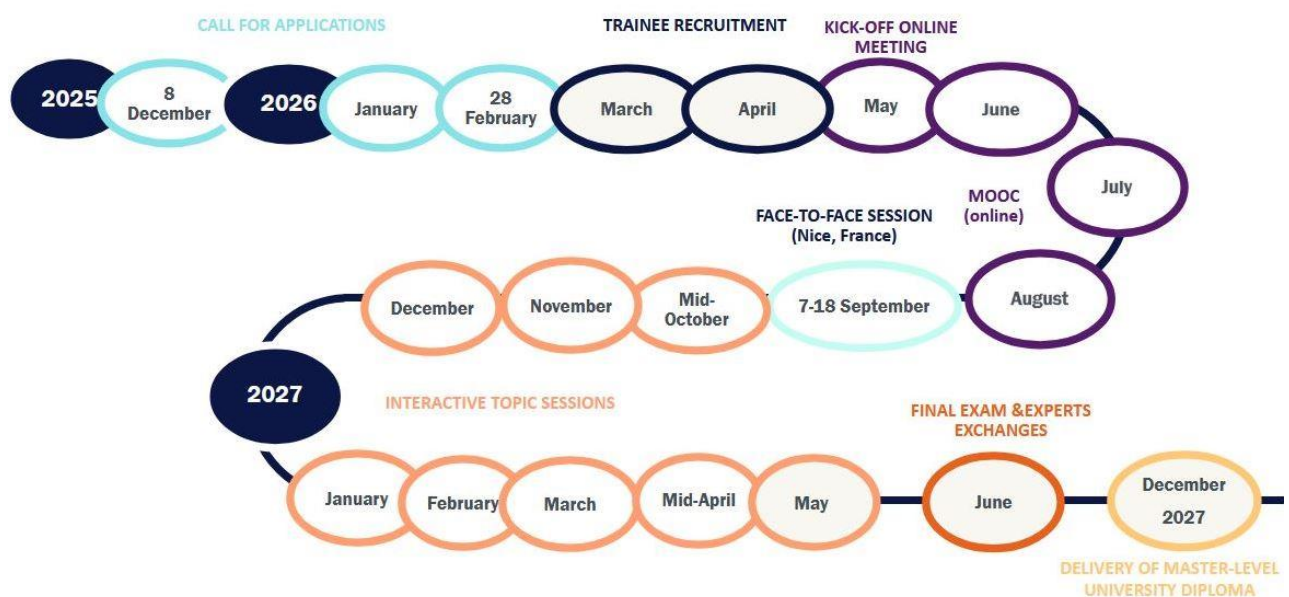 CALL FOR APPLICATIONS
TRAINEE RECRUITMENT
KICK-OFF ONLINE
MEETING
2025
8
December
2026
January
28
February
March
April
May
June
July
MOOC
(online)
FACE-TO-FACE SESSION
(Nice, France)
August
7-18 September
Mid-
October
November
December
2027
INTERACTIVE TOPIC SESSIONS
FINAL EXAM &EXPERTS
EXCHANGES
January
February
March
Mid-April
May
June
December
2027
DELIVERY OF MASTER-LEVEL
UNIVERSITY DIPLOMA